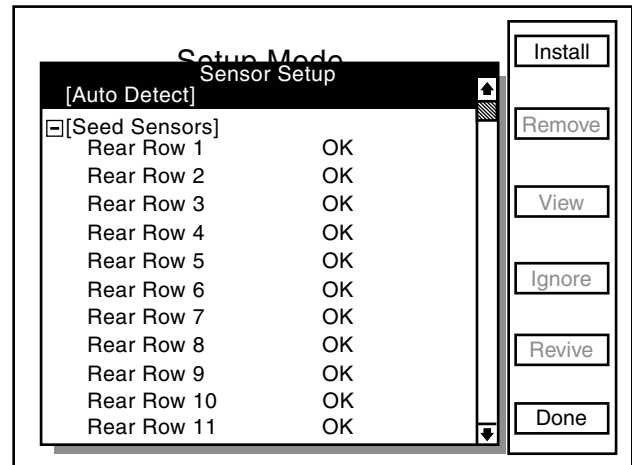 Setup Mode
Sensor Setup
[Auto Detect]
[Seed Sensors]
Rear Row 1 OK
Rear Row 2 OK
Rear Row 3 OK
Rear Row 4 OK
Rear Row 5 OK
Rear Row 6 OK
Rear Row 7 OK
Rear Row 8 OK
Rear Row 9 OK
Rear Row 10 OK
Rear Row 11 OK
Install
Remove
View
Ignore
Revive
Done